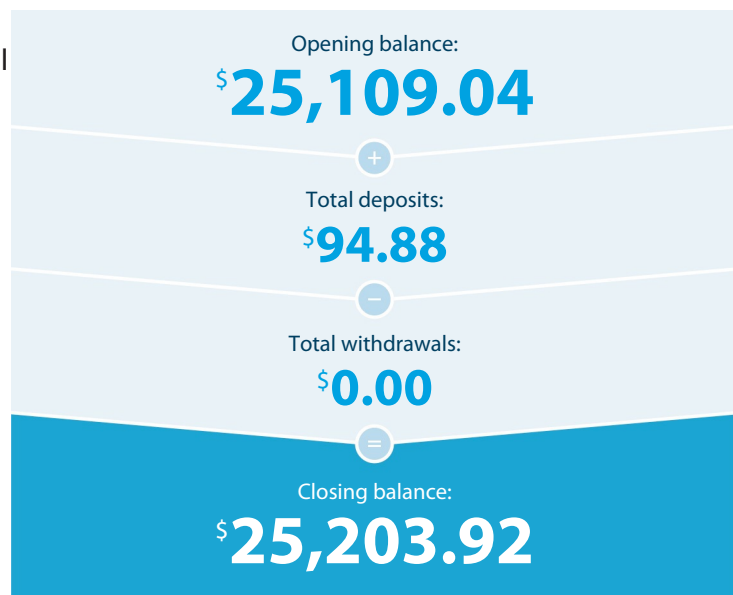 Opening balance:
$25,109.04
+
Total deposits:
$94.88
−
Total withdrawals:
$0.00
=
Closing balance:
$25,203.92